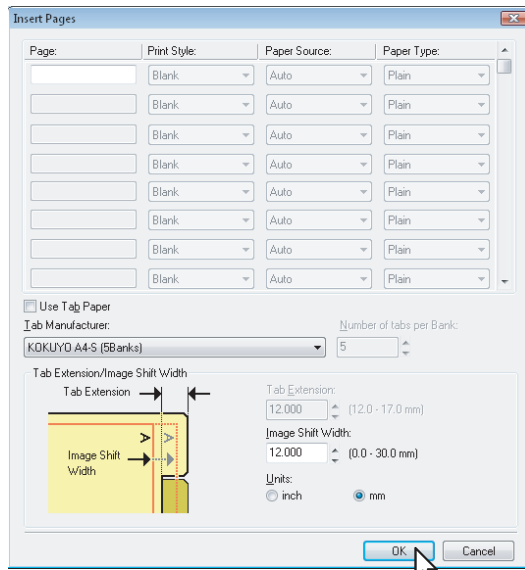 Insert Pages
Page: Print Style: Paper Source: Paper Type:
Blank Auto Plain
Blank Auto Plain
Blank Auto Plain
Blank Auto Plain
Blank Auto Plain
Blank Auto Plain
Blank Auto Plain
Blank Auto Plain
Use Tab Paper
Tab Manufacturer: Number of tabs per Bank:
KOKUYO A4-S (5Banks) 5
Tab Extension/Image Shift Width
Tab Extension
A A
Image Shift
Width
Tab Extension:
12.000 (12.0 - 17.0 mm)
Image Shift Width:
12.000 (0.0 - 30.0 mm)
Units:
inch mm
OK Cancel